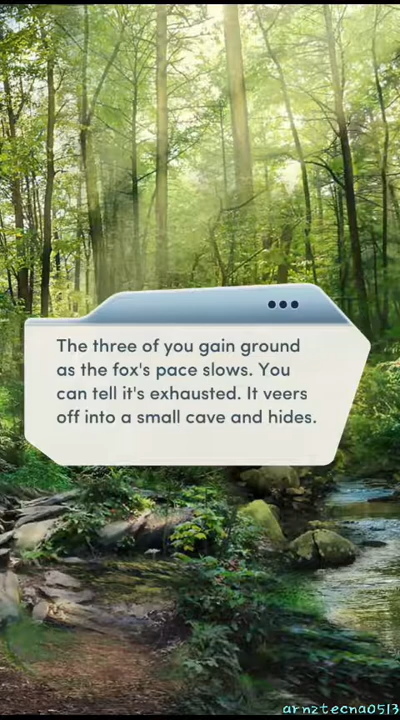 The three of you gain ground
as the fox's pace slows. You
can tell it's exhausted. It veers
off into a small cave and hides.
arnztecna0513